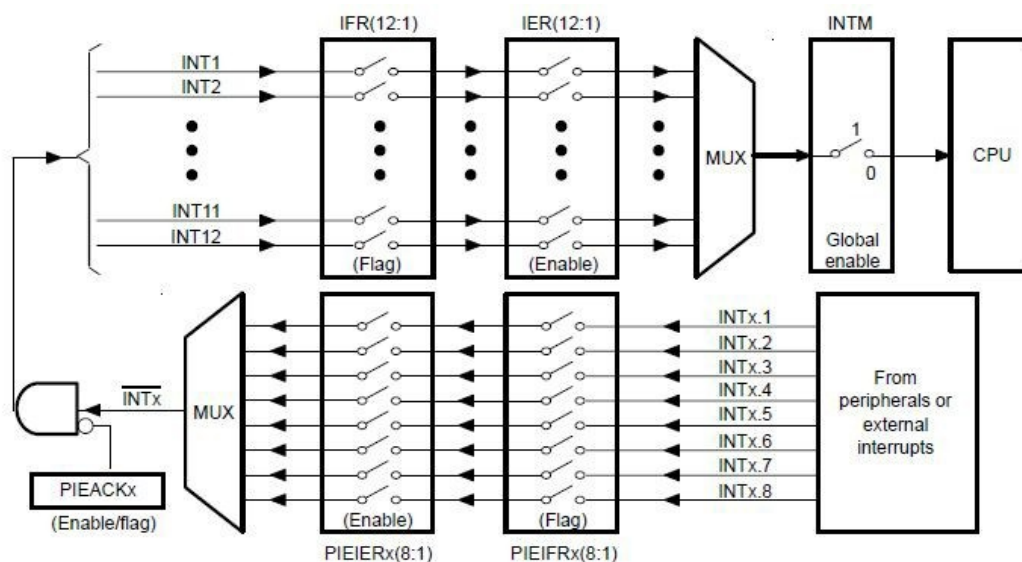 IFR(12:1)
IER(12:1)
INTM
INT1
INT2
INT11
INT12
(Flag)
(Enable)
MUX
1
0
Global
enable
CPU
INTx.1
INTx.2
INTx.3
INTx.4
INTx.5
INTx.6
INTx.7
INTx.8
From
peripherals or
external
interrupts
INTx
MUX
PIEACKx
(Enable/flag)
(Enable)
(Flag)
PIEIERx(8:1)
PIEIFRx(8:1)